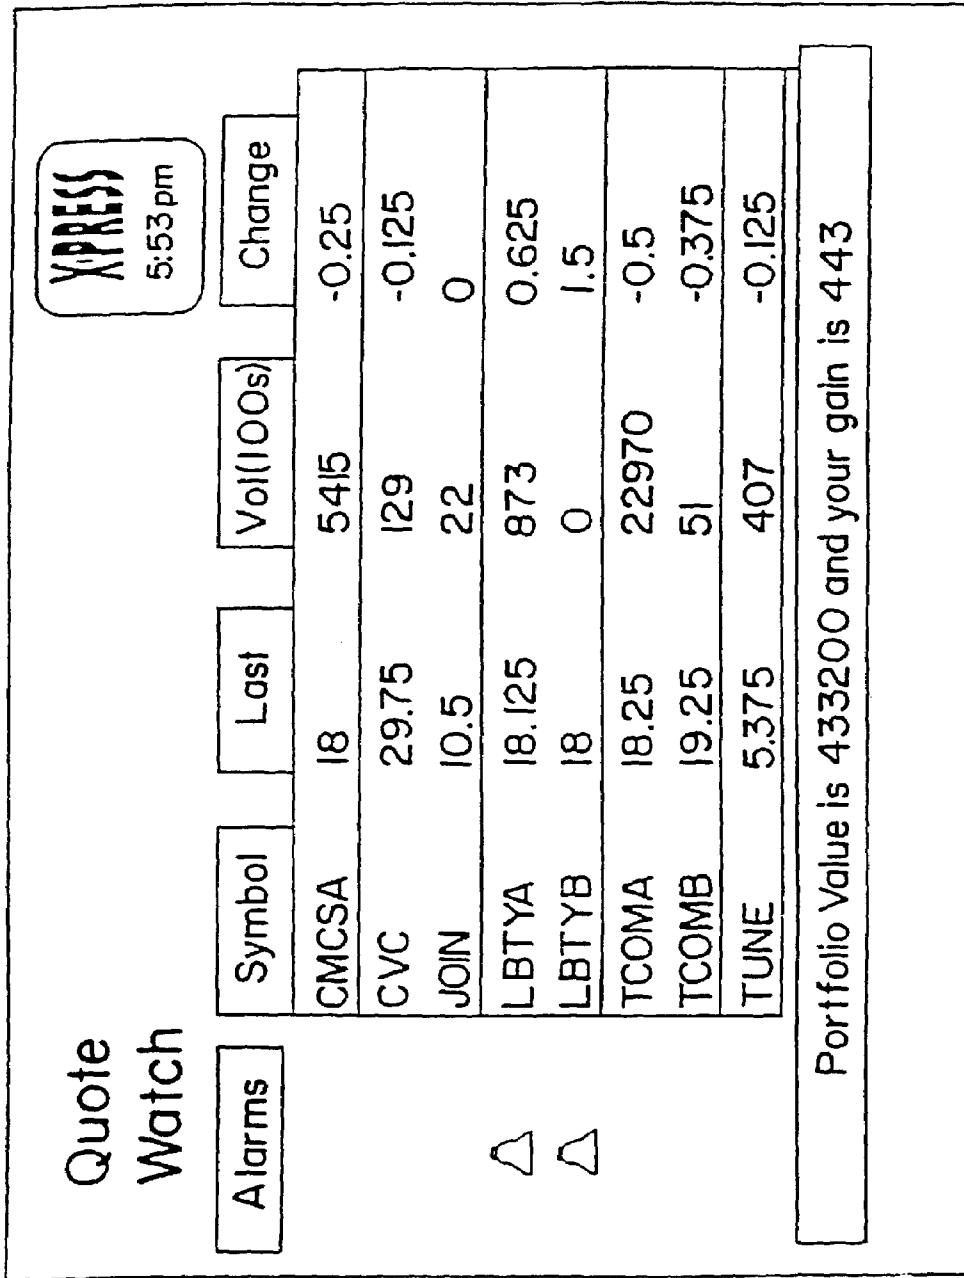 Quote
Watch
X·PRESS
5:53pm
Alarms Symbol Last Vol(100s) Change
CMCSA 18 5415 -0.25
CVC 29.75 129 -0.125
JOIN 10.5 22 0
LBTYA 18.125 873 0.625
LBTYB 18 0 1.5
TCOMA 18.25 22970 -0.5
TCOMB 19.25 51 -0.375
TUNE 5.375 407 -0.125
Portfolio Value is 433200 and your gain is 443